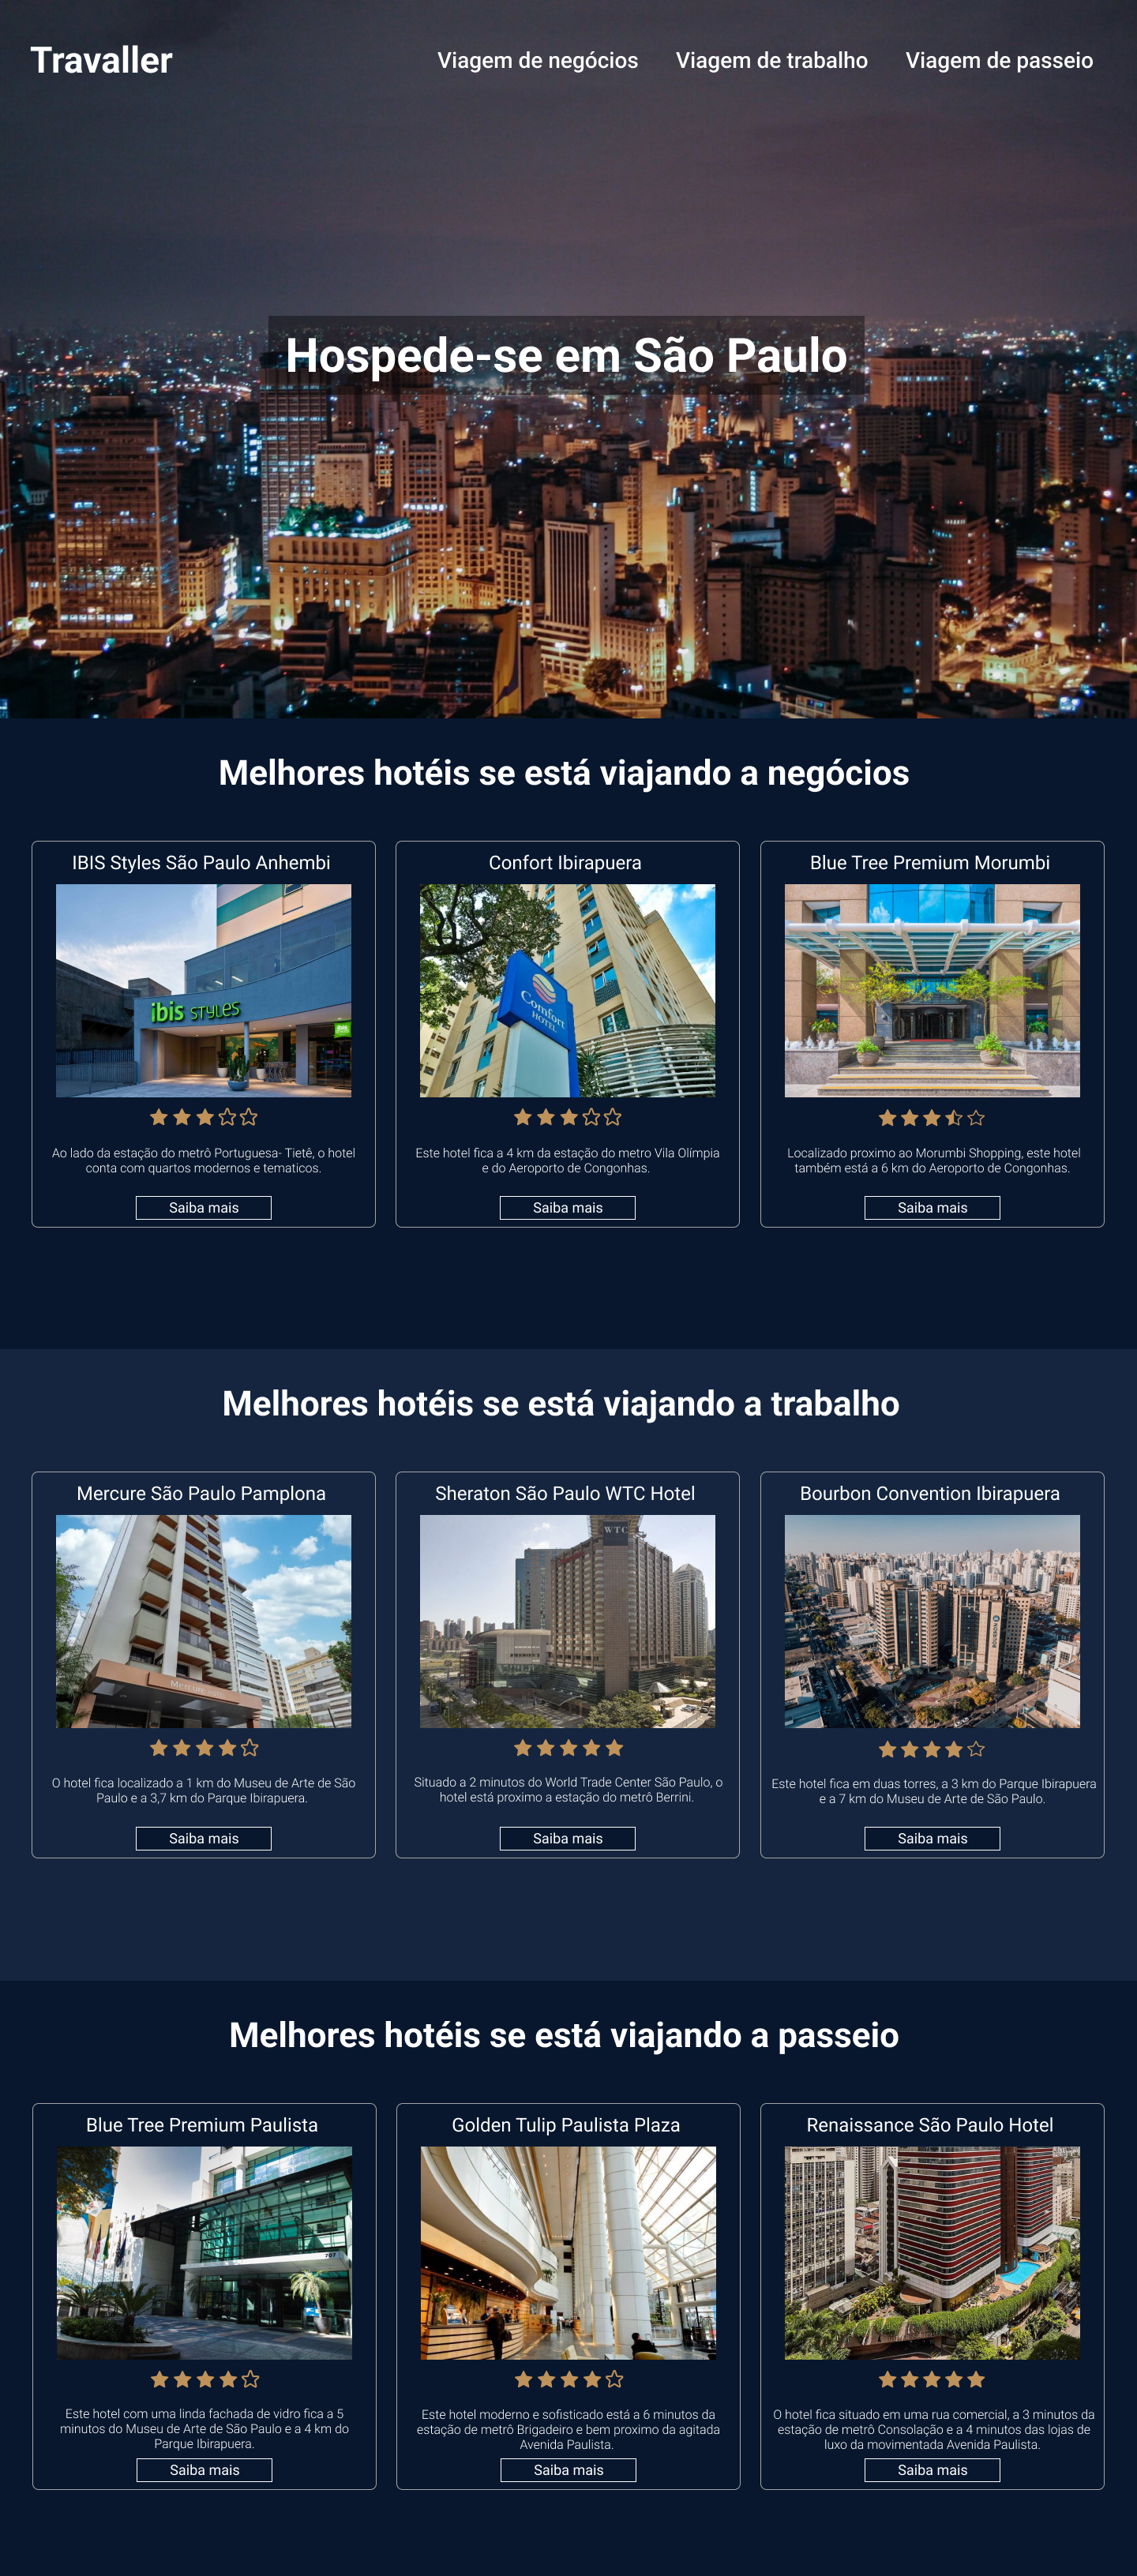 Travaller
Viagem de negócios
Viagem de trabalho
Viagem de passeio
Hospede-se em São Paulo
Melhores hotéis se está viajando a negócios
IBIS Styles São Paulo Anhembi
ibis STYLES
Ao lado da estação do metrô Portuguesa- Tietê, o hotel
conta com quartos modernos e tematicos.
Saiba mais
Confort Ibirapuera
Comfort
HOTEL
Este hotel fica a 4 km da estação do metro Vila Olímpia
e do Aeroporto de Congonhas.
Saiba mais
Blue Tree Premium Morumbi
Localizado proximo ao Morumbi Shopping, este hotel
também está a 6 km do Aeroporto de Congonhas.
Saiba mais
Melhores hotéis se está viajando a trabalho
Mercure São Paulo Pamplona
Mercure
O hotel fica localizado a 1 km do Museu de Arte de São
Paulo e a 3,7 km do Parque Ibirapuera.
Saiba mais
Sheraton São Paulo WTC Hotel
WTC
Situado a 2 minutos do World Trade Center São Paulo, o
hotel está proximo a estação do metrô Berrini.
Saiba mais
Bourbon Convention Ibirapuera
BOURBON
Este hotel fica em duas torres, a 3 km do Parque Ibirapuera
e a 7 km do Museu de Arte de São Paulo.
Saiba mais
Melhores hotéis se está viajando a passeio
Blue Tree Premium Paulista
707
Este hotel com uma linda fachada de vidro fica a 5
minutos do Museu de Arte de São Paulo e a 4 km do
Parque Ibirapuera.
Saiba mais
Golden Tulip Paulista Plaza
Este hotel moderno e sofisticado está a 6 minutos da
estação de metrô Brigadeiro e bem proximo da agitada
Avenida Paulista.
Saiba mais
Renaissance São Paulo Hotel
O hotel fica situado em uma rua comercial, a 3 minutos da
estação de metrô Consolação e a 4 minutos das lojas de
luxo da movimentada Avenida Paulista.
Saiba mais